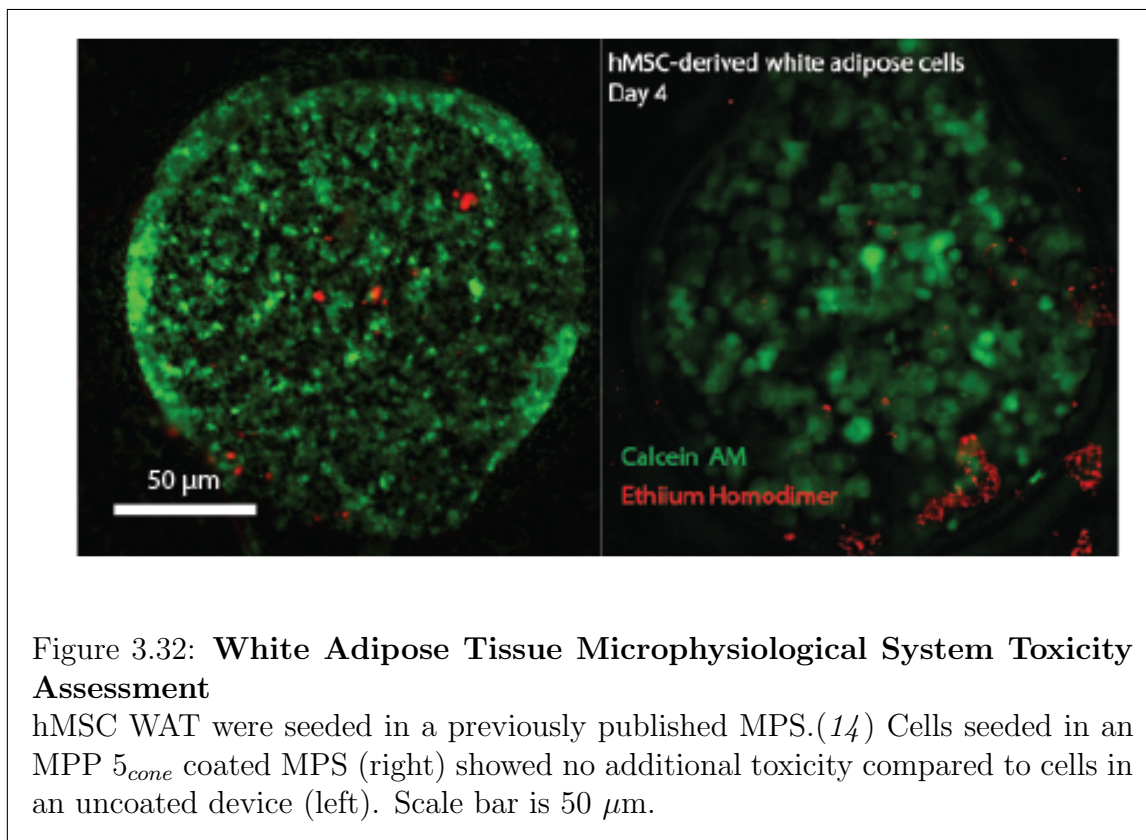 hMSC-derived white adipose cells
Day 4
50 μm
Calcein AM
Ethiium Homodimer
Figure 3.32: White Adipose Tissue Microphysiological System Toxicity
Assessment
hMSC WAT were seeded in a previously published MPS.(14) Cells seeded in an
MPP 5cone coated MPS (right) showed no additional toxicity compared to cells in
an uncoated device (left). Scale bar is 50 μm.